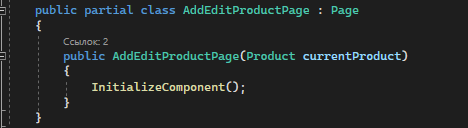 public partial class AddEditProductPage : Page
{
Ссылок: 2
public AddEditProductPage(Product currentProduct)
{
InitializeComponent();
}
}